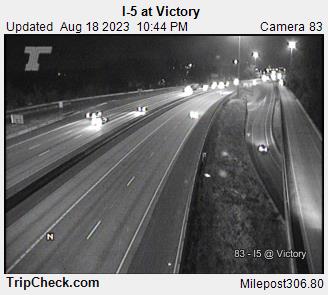 I-5 at Victory
Updated Aug 18 2023 10:44 PM Camera 83
T
N
83 - I5 @ Victory
TripCheck.com Milepost306.80